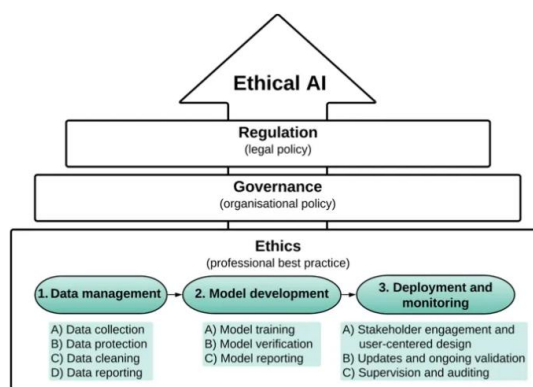 Ethical AI
Regulation
(legal policy)
Governance
(organisational policy)
Ethics
(professional best practice)
1. Data management
2. Model development
3. Deployment and
monitoring
A) Data collection
B) Data protection
C) Data cleaning
D) Data reporting
A) Model training
B) Model verification
C) Model reporting
A) Stakeholder engagement and
user-centered design
B) Updates and ongoing validation
C) Supervision and auditing